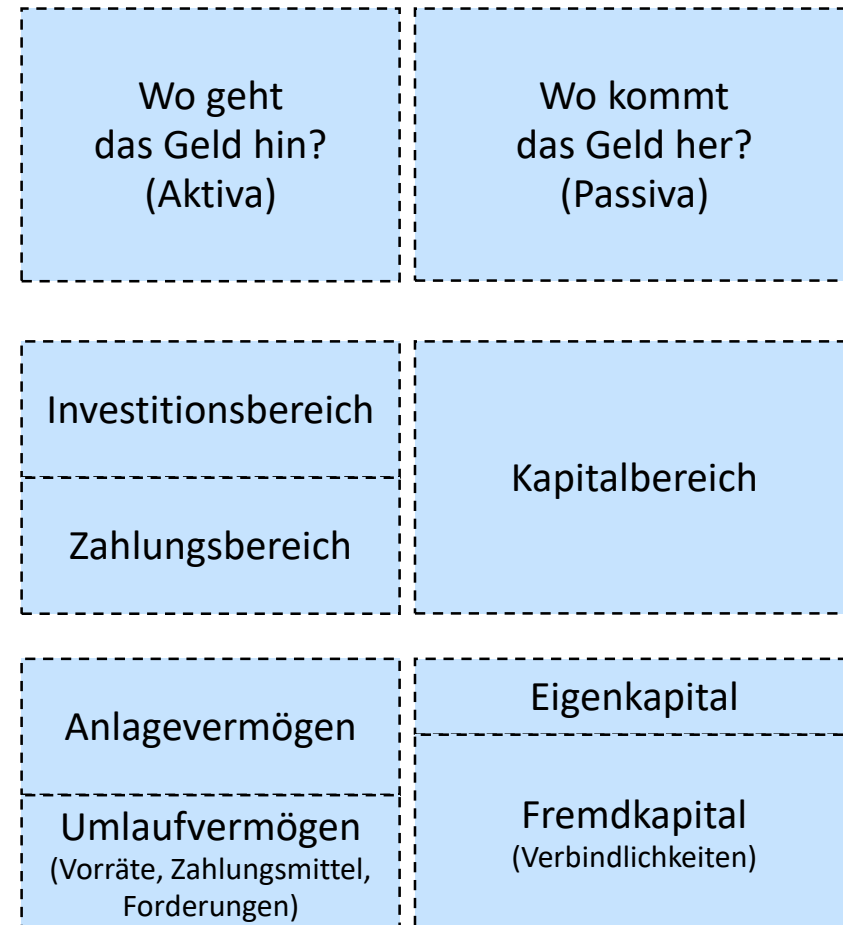 Wo geht
das Geld hin?
(Aktiva)
Wo kommt
das Geld her?
(Passiva)
Investitionsbereich
Zahlungsbereich
Kapitalbereich
Anlagevermögen
Umlaufvermögen
(Vorräte, Zahlungsmittel,
Forderungen)
Eigenkapital
Fremdkapital
(Verbindlichkeiten)